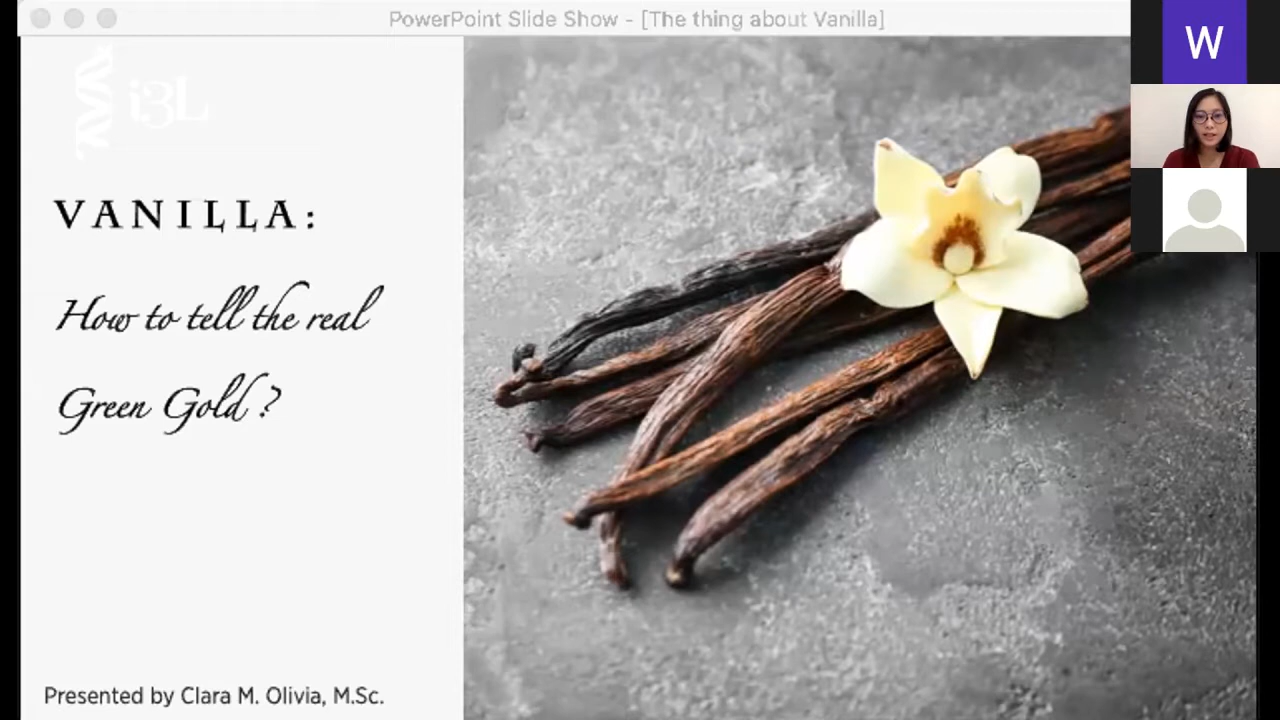 PowerPoint Slide Show - [The thing about Vanilla]
W
i3L
VANILLA:
How to tell the real
Green Gold ?
Presented by Clara M. Olivia, M.Sc.